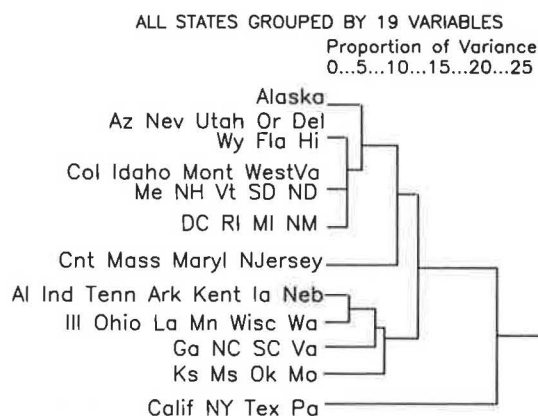 ALL STATES GROUPED BY 19 VARIABLES
Proportion of Variance
0...5...10...15...20...25
Alaska
Az Nev Utah Or Del
Wy Fla Hi
Col Idaho Mont WestVa
Me NH Vt SD ND
DC RI MI NM
Cnt Mass Maryl NJersey
Al Ind Tenn Ark Kent Ia Neb
Ill Ohio La Mn Wisc Wa
Ga NC SC Va
Ks Ms Ok Mo
Calif NY Tex Pa